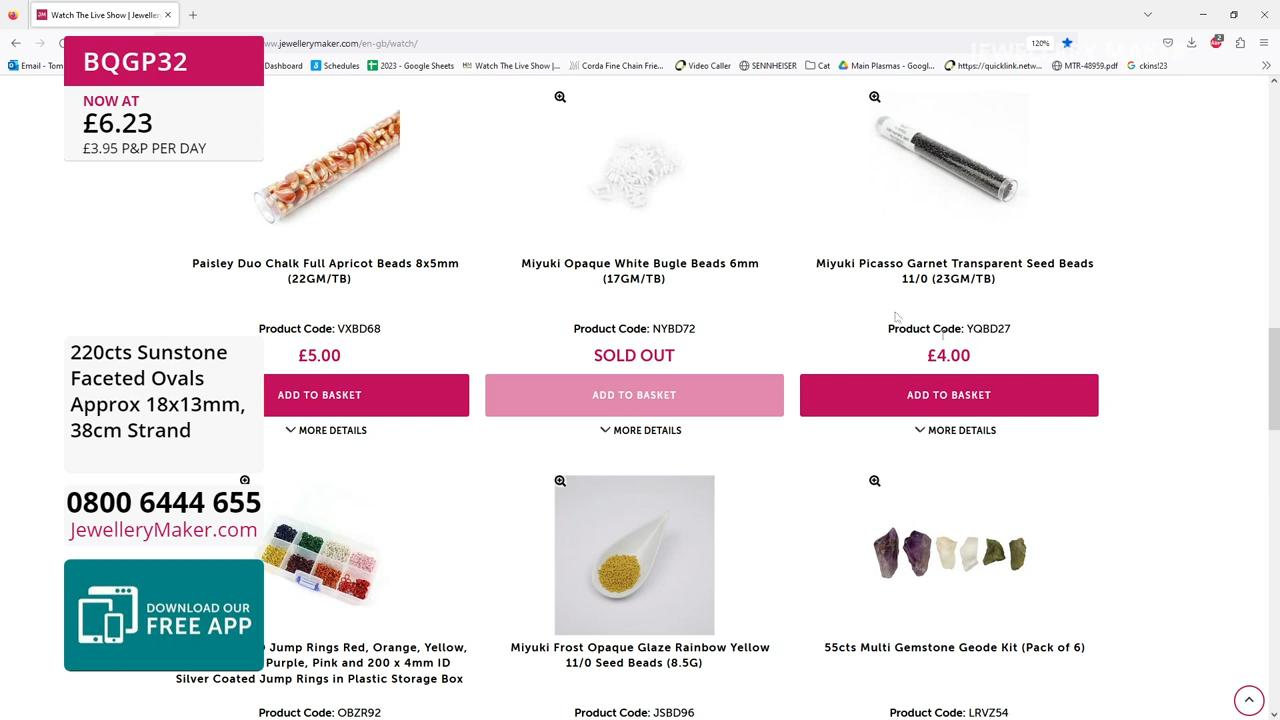 Watch The Live Show | Jeweller
w.jewellerymaker.com/en-gb/watch/
120%
2
Email - Tom
Dashboard
Schedules
2023 - Google Sheets
Watch The Live Show |...
Corda Fine Chain Frie...
Video Caller
https://quicklink.netw...
SENNHEISER
Cat
Main Plasmas - Googl...
MTR-48959.pdf
ckins!23
BQGP32
NOW AT
£6.23
£3.95 P&P PER DAY
Paisley Duo Chalk Full Apricot Beads 8x5mm
(22GM/TB)
Product Code: VXBD68
£5.00
ADD TO BASKET
MORE DETAILS
Miyuki Opaque White Bugle Beads 6mm
(17GM/TB)
Product Code: NYBD72
SOLD OUT
ADD TO BASKET
MORE DETAILS
Miyuki Picasso Garnet Transparent Seed Beads
11/0 (23GM/TB)
Product Code: YQBD27
£4.00
ADD TO BASKET
MORE DETAILS
220cts Sunstone
Faceted Ovals
Approx 18x13mm,
38cm Strand
0800 6444 655
JewelleryMaker.com
DOWNLOAD OUR
FREE APP
Jump Rings Red, Orange, Yellow,
Purple, Pink and 200 x 4mm ID
Silver Coated Jump Rings in Plastic Storage Box
Product Code: OBZR92
Miyuki Frost Opaque Glaze Rainbow Yellow
11/0 Seed Beads (8.5G)
Product Code: JSBD96
55cts Multi Gemstone Geode Kit (Pack of 6)
Product Code: LRVZ54